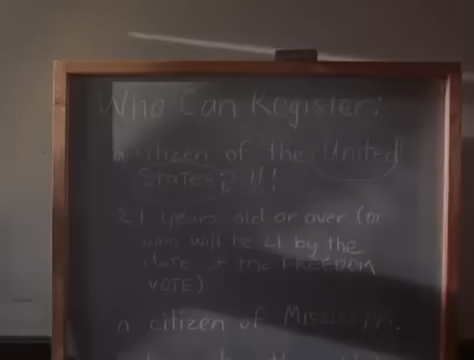 Who Can Register:
a citizen of the United
States; !!!
21 years old or over (or
who will be 21 by the
date of the FREEDOM
VOTE)
a citizen of Mississippi.